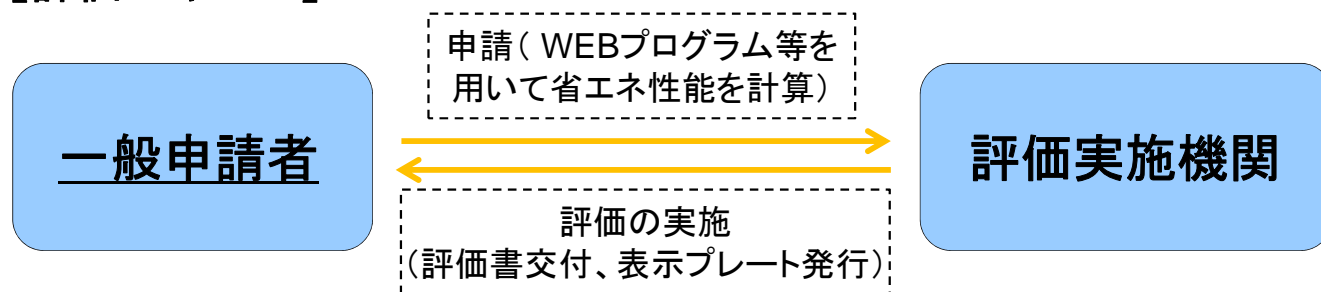 申請( WEBプログラム等を
用いて省エネ性能を計算)
一般申請者
評価実施機関
評価の実施
(評価書交付、表示プレート発行)